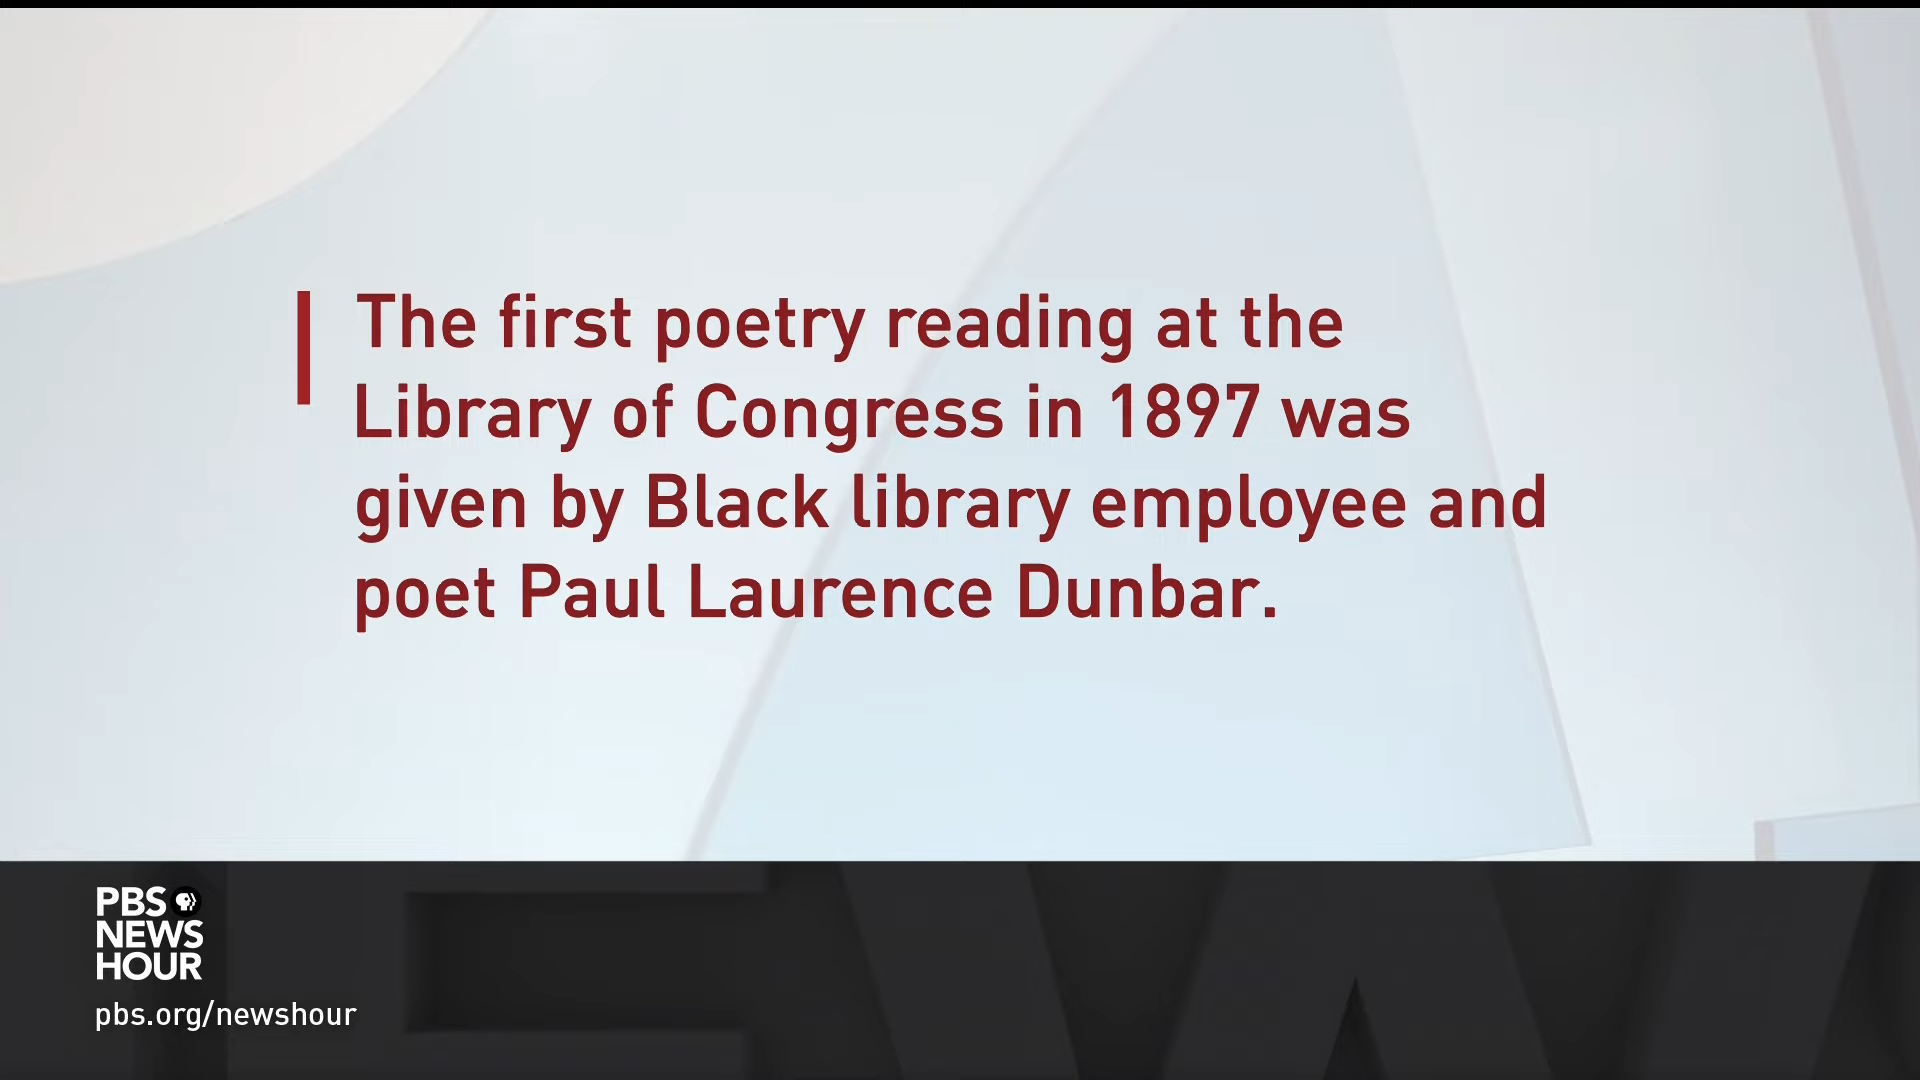 The first poetry reading at the
Library of Congress in 1897 was
given by Black library employee and
poet Paul Laurence Dunbar.
PBS
NEWS
HOUR
pbs.org/newshour